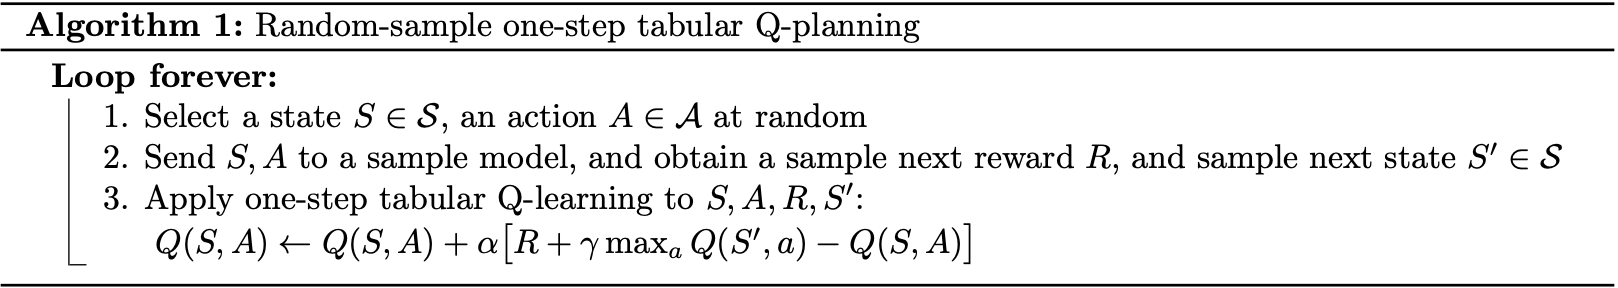 Algorithm 1: Random-sample one-step tabular Q-planning
Loop forever:
1. Select a state S ∈ 𝒮, an action A ∈ 𝒜 at random
2. Send S, A to a sample model, and obtain a sample next reward R, and sample next state S′ ∈ 𝒮
3. Apply one-step tabular Q-learning to S, A, R, S′:
Q(S, A) ← Q(S, A) + α[R + γ maxₐ Q(S′, a) − Q(S, A)]